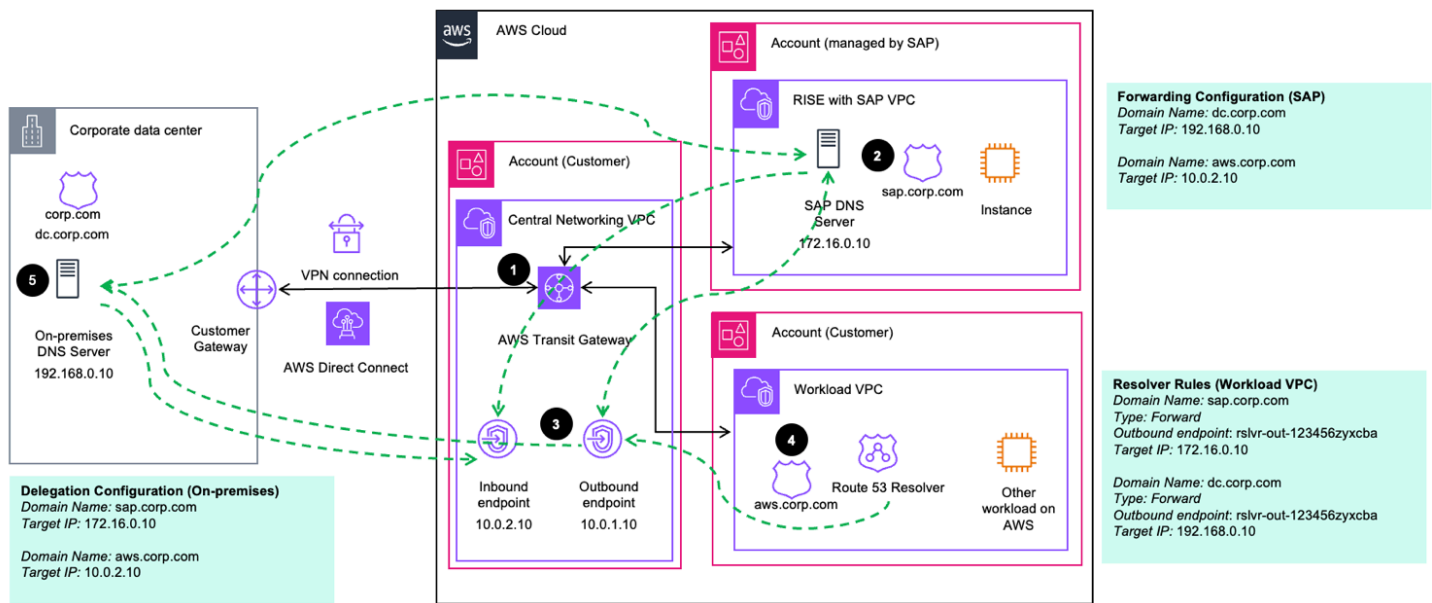 aws
AWS Cloud
Account (managed by SAP)
RISE with SAP VPC
2
sap.corp.com
SAP DNS
Server
172.16.0.10
Instance
Forwarding Configuration (SAP)
Domain Name: dc.corp.com
Target IP: 192.168.0.10
Domain Name: aws.corp.com
Target IP: 10.0.2.10
Corporate data center
corp.com
dc.corp.com
5
On-premises
DNS Server
192.168.0.10
VPN connection
Customer
Gateway
AWS Direct Connect
Account (Customer)
Central Networking VPC
1
AWS Transit Gateway
3
Inbound
endpoint
10.0.2.10
Outbound
endpoint
10.0.1.10
Account (Customer)
Workload VPC
4
aws.corp.com
Route 53 Resolver
Other
workload on
AWS
Resolver Rules (Workload VPC)
Domain Name: sap.corp.com
Type: Forward
Outbound endpoint: rslvr-out-123456zyxcba
Target IP: 172.16.0.10
Domain Name: dc.corp.com
Type: Forward
Outbound endpoint: rslvr-out-123456zyxcba
Target IP: 192.168.0.10
Delegation Configuration (On-premises)
Domain Name: sap.corp.com
Target IP: 172.16.0.10
Domain Name: aws.corp.com
Target IP: 10.0.2.10